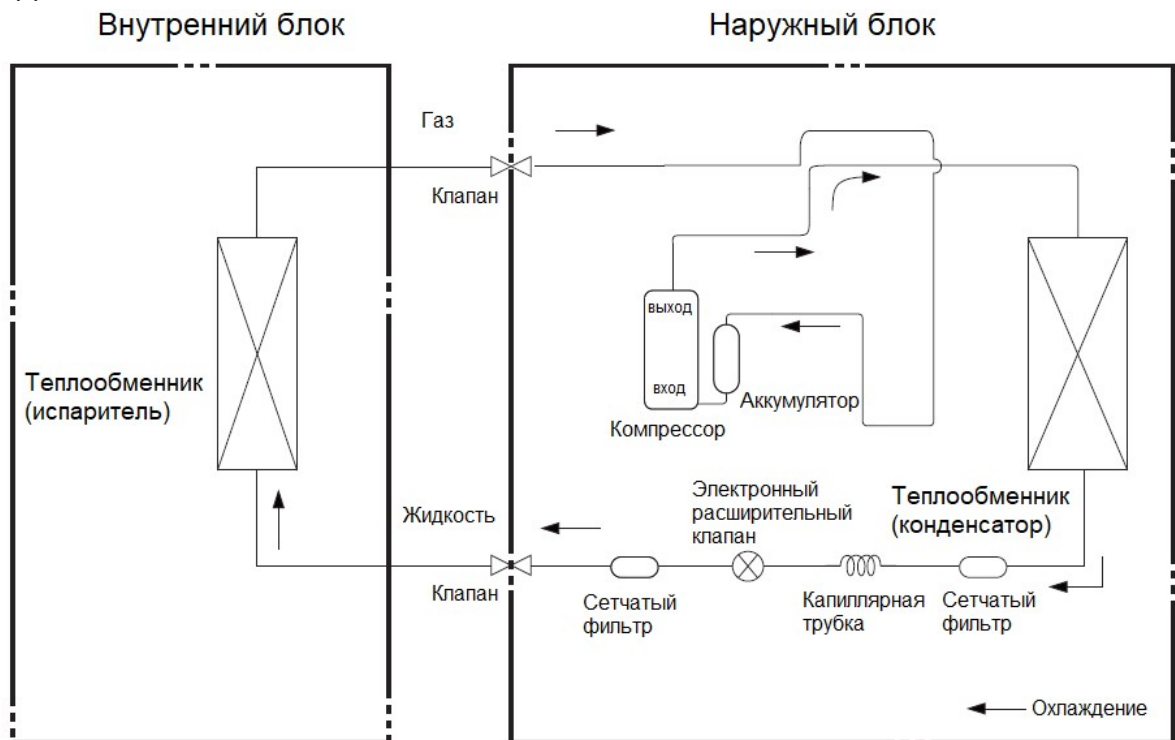 Внутренний блок
Наружный блок
Газ
Клапан
выход
вход
Теплообменник
(испаритель)
Аккумулятор
Компрессор
Жидкость
Электронный
расширительный
клапан
Теплообменник
(конденсатор)
Клапан
Сетчатый
фильтр
Капиллярная
трубка
Сетчатый
фильтр
Охлаждение